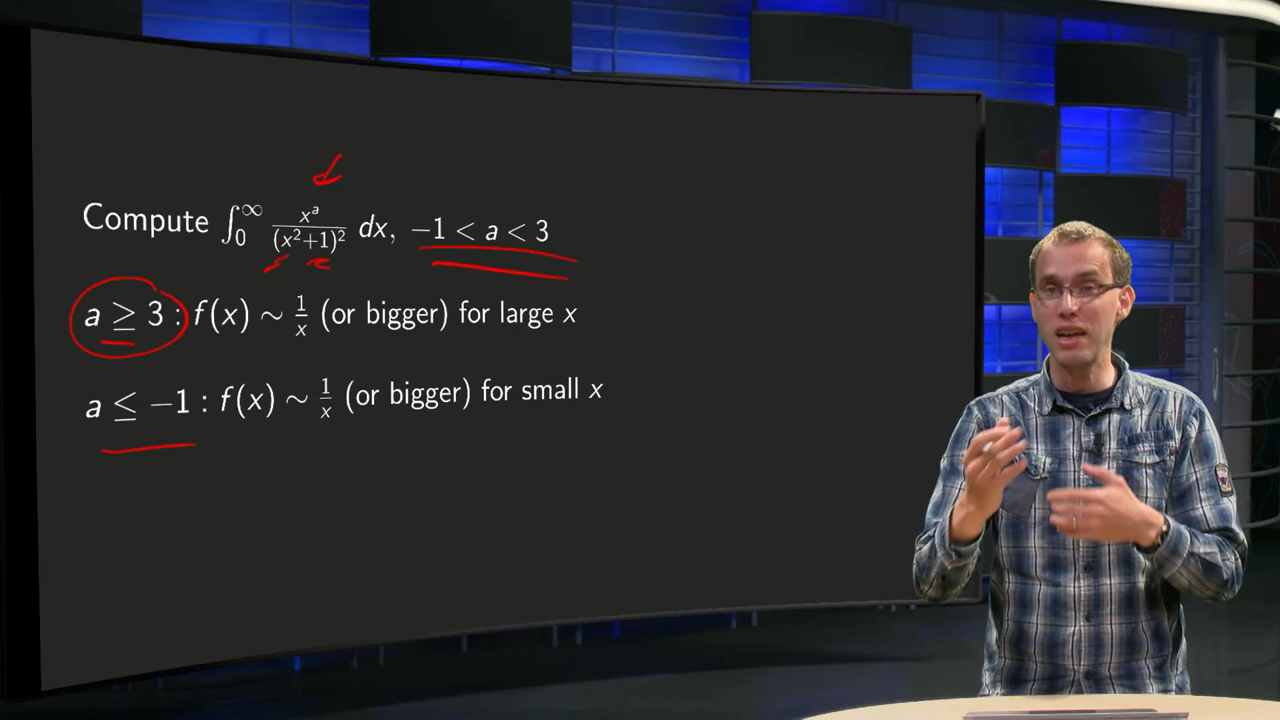 Compute ∫₀^∞ x^a/(x²+1)² dx, −1 < a < 3
a ≥ 3 : f(x) ∼ 1/x (or bigger) for large x
a ≤ −1 : f(x) ∼ 1/x (or bigger) for small x